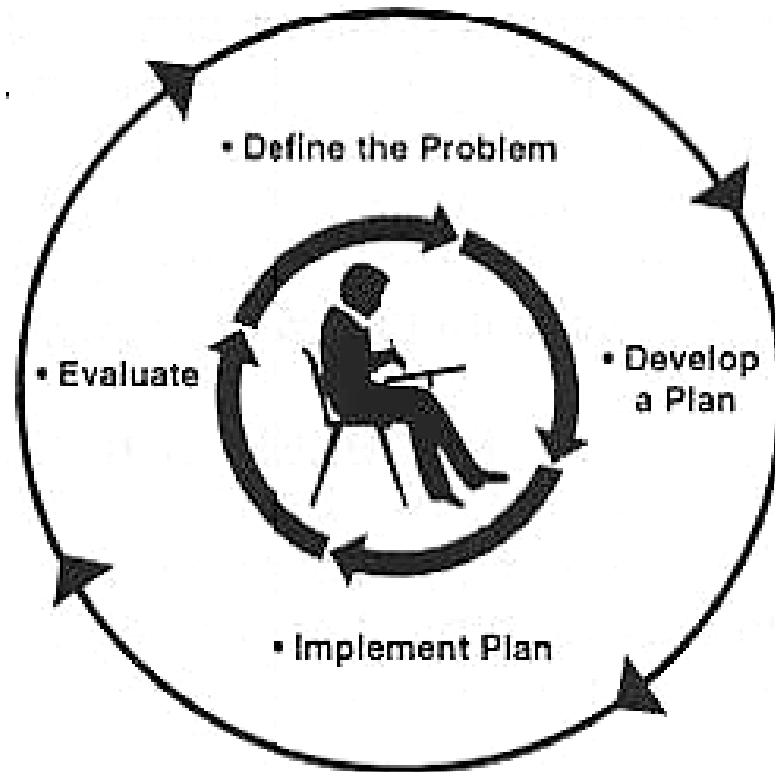 • Define the Problem
• Develop
a Plan
• Implement Plan
• Evaluate